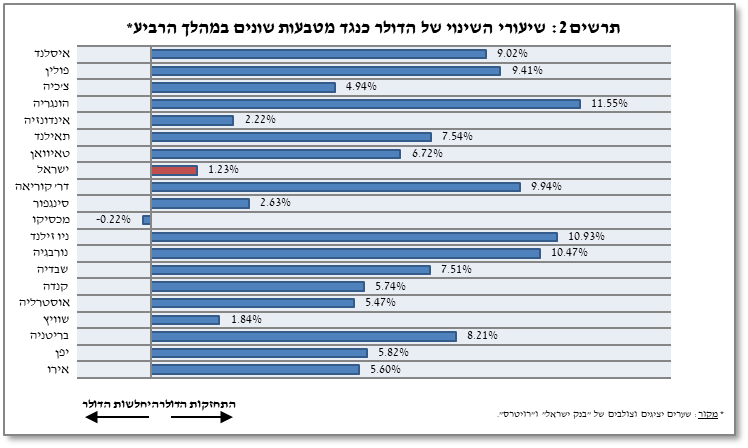 תרשים 2: שיעורי השינוי של הדולר כנגד מטבעות שונים במהלך הרביע*
איסלנד 9.02%
פולין 9.41%
צ'כיה 4.94%
הונגריה 11.55%
אינדונזיה 2.22%
תאילנד 7.54%
טאיוואן 6.72%
ישראל 1.23%
דר' קוריאה 9.94%
סינגפור 2.63%
מכסיקו -0.22%
ניו זילנד 10.93%
נורבגיה 10.47%
שבדיה 7.51%
קנדה 5.74%
אוסטרליה 5.47%
שוויץ 1.84%
בריטניה 8.21%
יפן 5.82%
אירו 5.60%
התחזקות הדולר היחלשות הדולר
* מקור: שערים יציגים וצולבים של "בנק ישראל" ו"רויטרס".